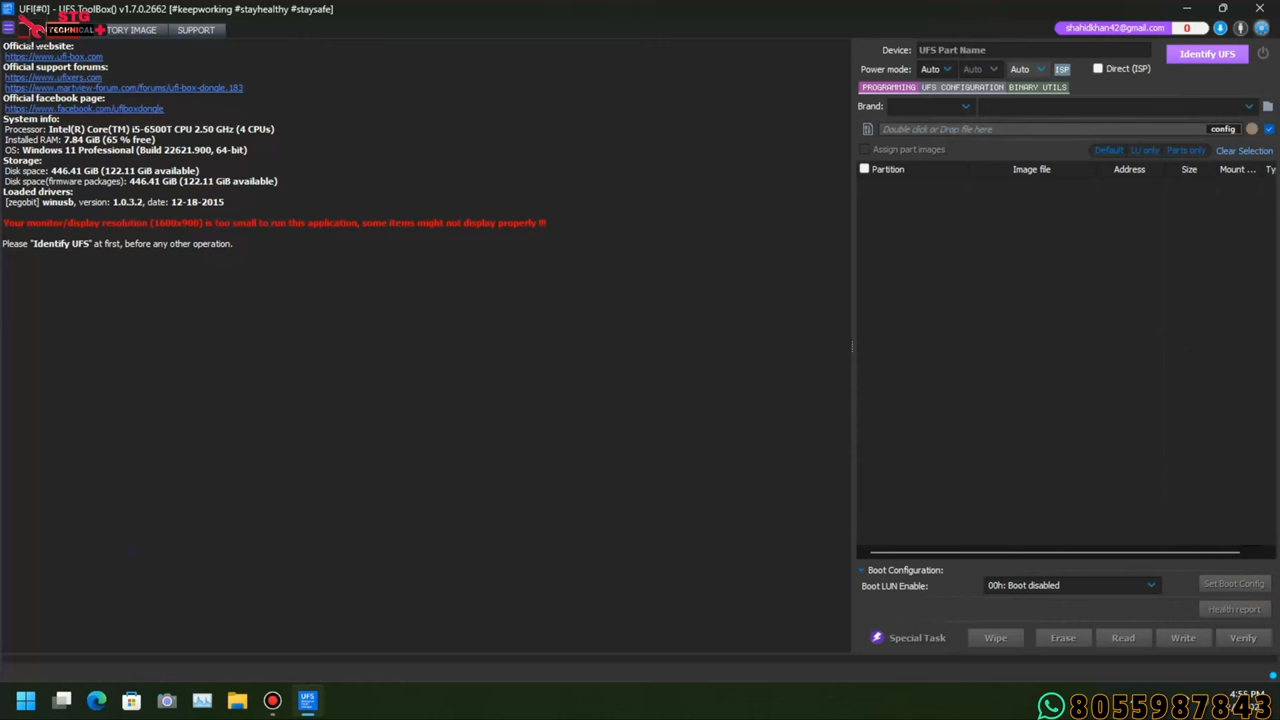 UFI[#0] - UFS ToolBox() v1.7.0.2662 [#keepworking #stayhealthy #staysafe]
STG
TECHNICAL
TORY IMAGE
SUPPORT
shahidkhan42@gmail.com
0
Official website:
https://www.ufi-box.com
Official support forums:
https://www.ufixers.com
https://www.martview-forum.com/forums/ufi-box-dongle.183
Official facebook page:
https://www.facebook.com/ufiboxdongle
System info:
Processor: Intel(R) Core(TM) i5-6500T CPU 2.50 GHz (4 CPUs)
Installed RAM: 7.84 GiB (65 % free)
OS: Windows 11 Professional (Build 22621.900, 64-bit)
Storage:
Disk space: 446.41 GiB (122.11 GiB available)
Disk space(firmware packages): 446.41 GiB (122.11 GiB available)
Loaded drivers:
[zegobit] winusb, version: 1.0.3.2, date: 12-18-2015
Your monitor/display resolution (1600x900) is too small to run this application, some items might not display properly !!!
Please "Identify UFS" at first, before any other operation.
Device: UFS Part Name
Identify UFS
Power mode: Auto Auto Auto ISP Direct (ISP)
PROGRAMMING UFS CONFIGURATION BINARY UTILS
Brand:
Double click or Drop file here config
Assign part images Default LU only Parts only Clear Selection
Partition Image file Address Size Mount ... Ty
Boot Configuration:
Boot LUN Enable: 00h: Boot disabled Set Boot Config
Health report
Special Task Wipe Erase Read Write Verify
UFS
4:55 PM
8055987843